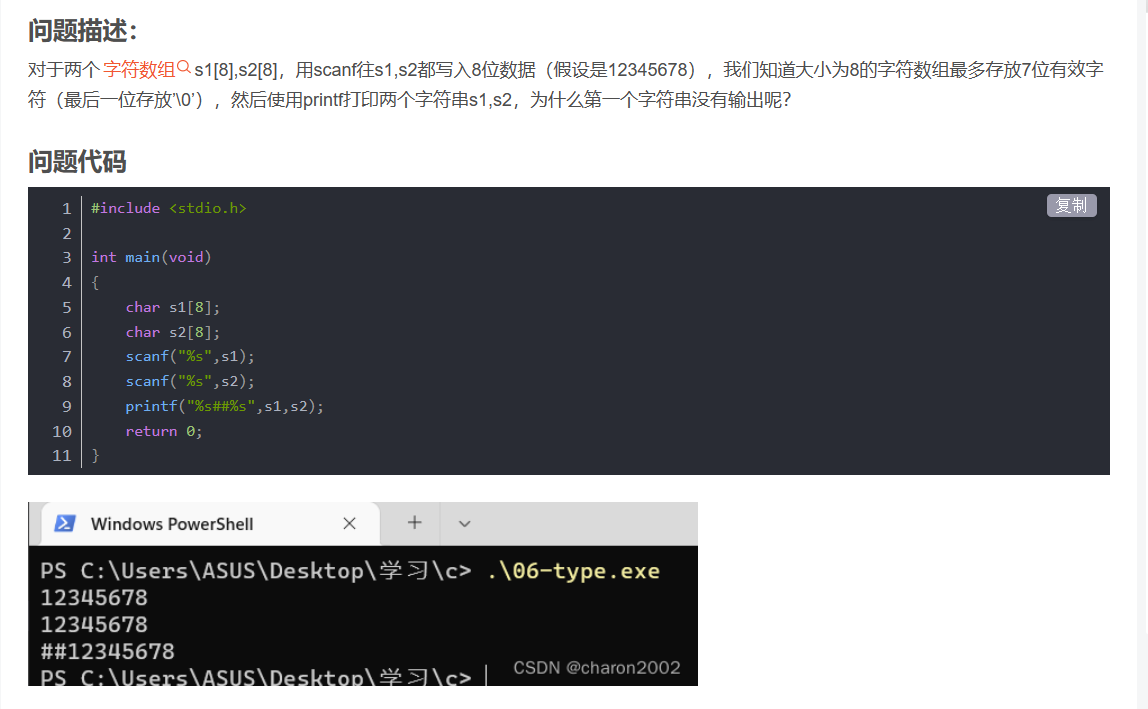 问题描述：
对于两个 字符数组 s1[8],s2[8]，用scanf往s1,s2都写入8位数据（假设是12345678），我们知道大小为8的字符数组最多存放7位有效字
符（最后一位存放'\0'），然后使用printf打印两个字符串s1,s2，为什么第一个字符串没有输出呢？
问题代码
复制
1 #include <stdio.h>
2
3 int main(void)
4 {
5     char s1[8];
6     char s2[8];
7     scanf("%s",s1);
8     scanf("%s",s2);
9     printf("%s##%s",s1,s2);
10     return 0;
11 }
Windows PowerShell
PS C:\Users\ASUS\Desktop\学习\c> .\06-type.exe
12345678
12345678
##12345678
CSDN @charon2002
PS C:\Users\ASUS\Desktop\学习\c>